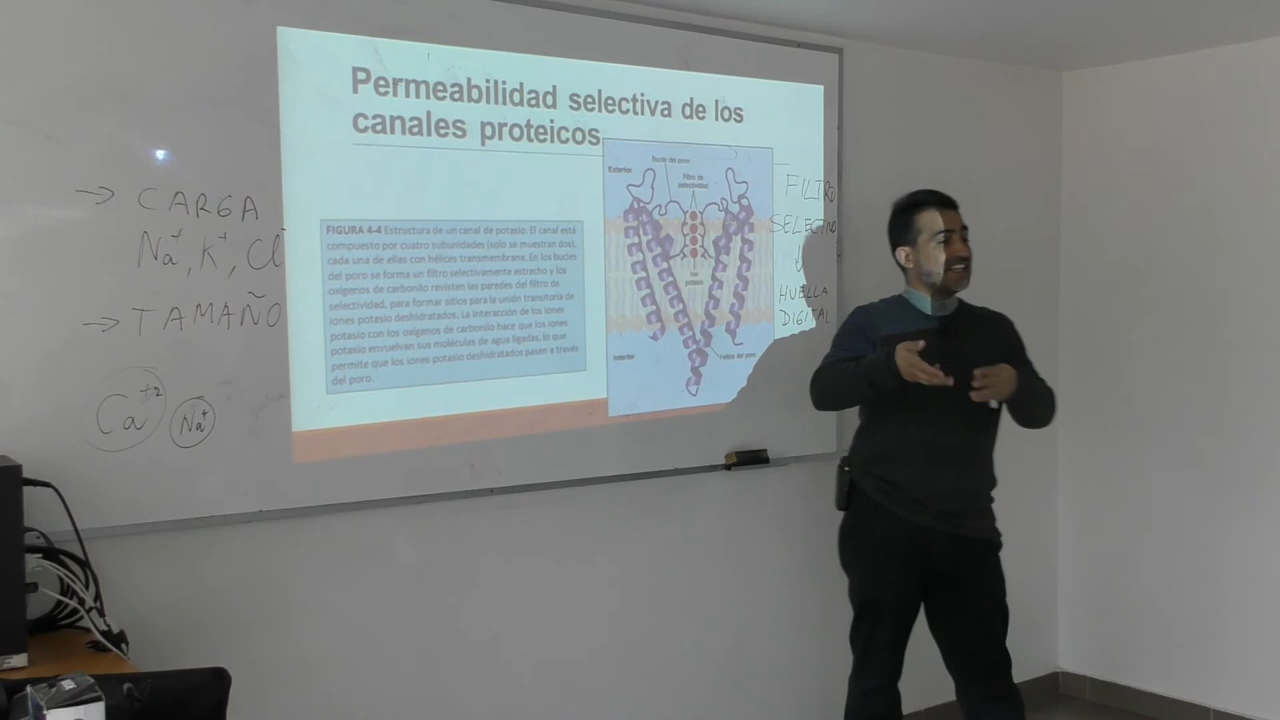 Permeabilidad selectiva de los
canales proteicos
→ CARGA
Na⁺, K⁺, Cl⁻
→ TAMAÑO
Ca⁺²
Na⁺
FIGURA 4-4 Estructura de un canal de potasio. El canal está
compuesto por cuatro subunidades (solo se muestran dos),
cada una de ellas con hélices transmembrana. En los bucles
del poro se forma un filtro selectivamente estrecho y los
oxígenos de carbonilo revisten las paredes del filtro de
selectividad, para formar sitios para la unión transitoria de
iones potasio deshidratados. La interacción de los iones
potasio con los oxígenos de carbonilo hace que los iones
potasio envuelvan sus moléculas de agua ligadas, lo que
permite que los iones potasio deshidratados pasen a través
del poro.
Exterior
Bucle del poro
Filtro de
selectividad
Ion
potasio
Interior
Hélice del poro
FILTRO
SELECTIVO
↓
HUELLA
DIGITAL